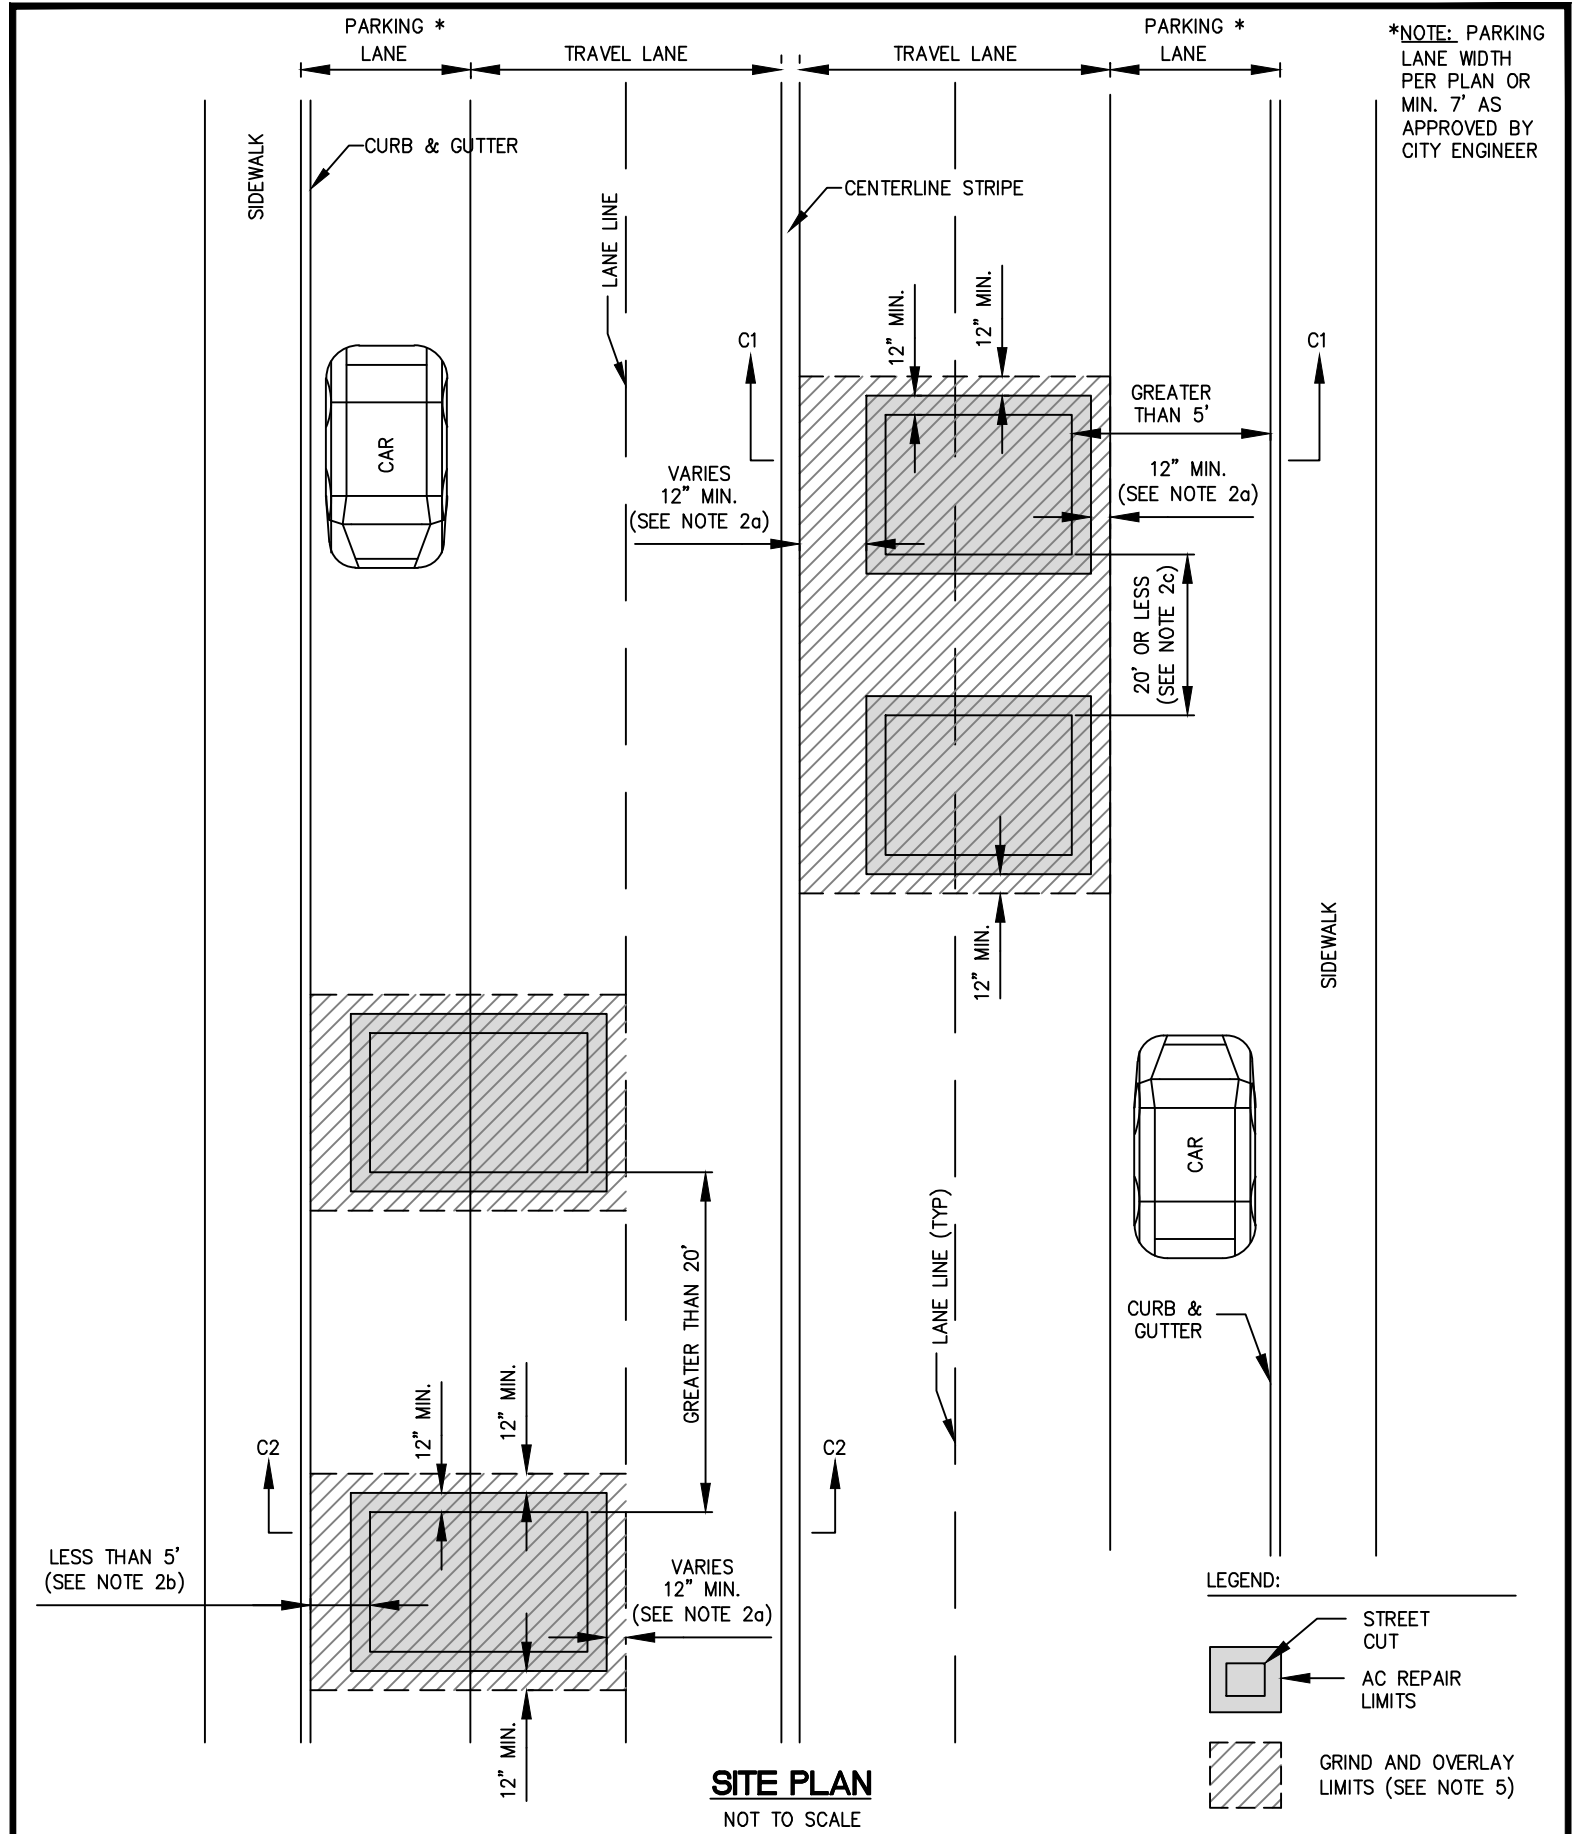 PARKING *
LANE
TRAVEL LANE
TRAVEL LANE
PARKING *
LANE
*NOTE: PARKING
LANE WIDTH
PER PLAN OR
MIN. 7' AS
APPROVED BY
CITY ENGINEER
SIDEWALK
CURB & GUTTER
LANE LINE
CENTERLINE STRIPE
CAR
C1
12" MIN.
12" MIN.
C1
GREATER
THAN 5'
VARIES
12" MIN.
(SEE NOTE 2a)
12" MIN.
(SEE NOTE 2a)
20' OR LESS
(SEE NOTE 2c)
12" MIN.
SIDEWALK
CAR
LANE LINE (TYP)
GREATER THAN 20'
CURB &
GUTTER
12" MIN.
12" MIN.
C2
C2
LESS THAN 5'
(SEE NOTE 2b)
VARIES
12" MIN.
(SEE NOTE 2a)
12" MIN.
LEGEND:
STREET
CUT
AC REPAIR
LIMITS
GRIND AND OVERLAY
LIMITS (SEE NOTE 5)
SITE PLAN
NOT TO SCALE